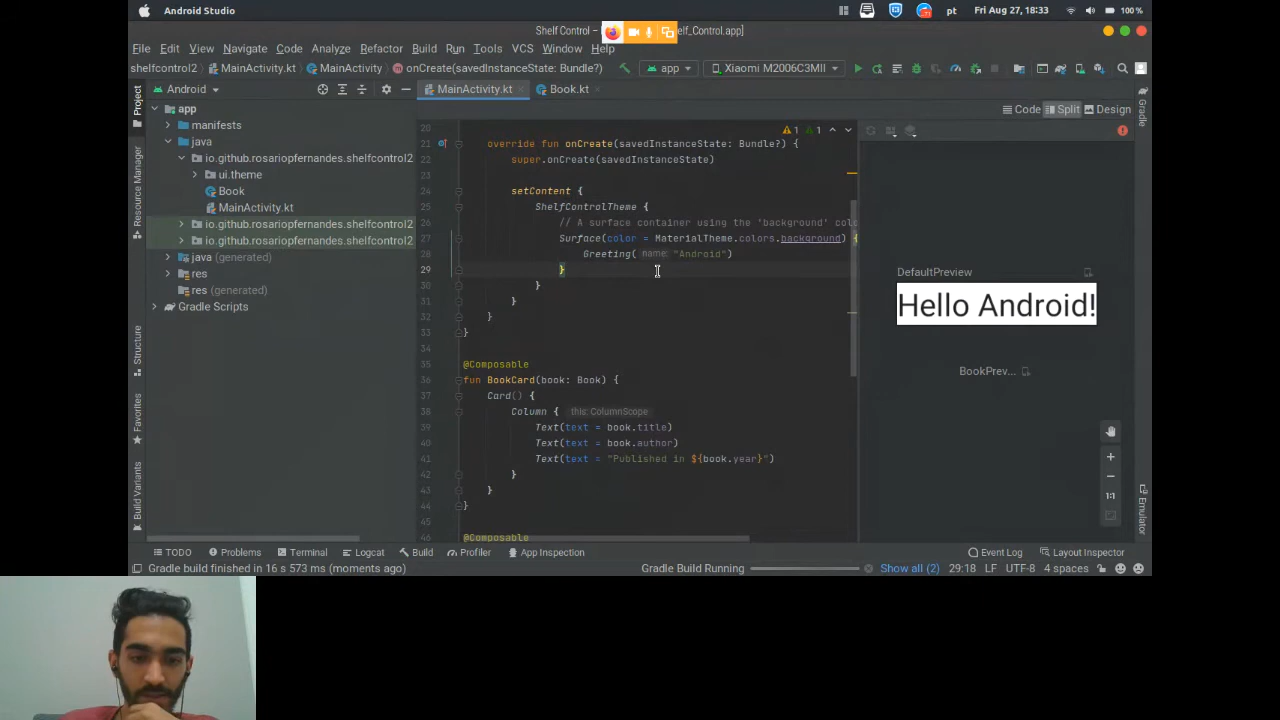 Android Studio
pt Fri Aug 27, 18:33 100 %
Shelf Control – elf_Control.app]
File Edit View Navigate Code Analyze Refactor Build Run Tools VCS Window Help
shelfcontrol2 MainActivity.kt MainActivity onCreate(savedInstanceState: Bundle?) app Xiaomi M2006C3MII
Project
Android
MainActivity.kt Book.kt
Gradle
app
manifests
java
io.github.rosariopfernandes.shelfcontrol2
ui.theme
Book
MainActivity.kt
io.github.rosariopfernandes.shelfcontrol2
io.github.rosariopfernandes.shelfcontrol2
java (generated)
res
res (generated)
Gradle Scripts
Resource Manager
Structure
Favorites
Build Variants
Code Split Design
1 1
20
21 override fun onCreate(savedInstanceState: Bundle?) {
22 super.onCreate(savedInstanceState)
23
24 setContent {
25 ShelfControlTheme {
26 // A surface container using the 'background' colo
27 Surface(color = MaterialTheme.colors.background) {
28 Greeting( name: "Android")
29 }
30 }
31 }
32 }
33 }
34
35 @Composable
36 fun BookCard(book: Book) {
37 Card() {
38 Column { this: ColumnScope
39 Text(text = book.title)
40 Text(text = book.author)
41 Text(text = "Published in ${book.year}")
42 }
43 }
44 }
45
@Composable
DefaultPreview
Hello Android!
BookPrev...
1:1
Emulator
TODO Problems Terminal Logcat Build Profiler App Inspection Event Log Layout Inspector
Gradle build finished in 16 s 573 ms (moments ago) Gradle Build Running Show all (2) 29:18 LF UTF-8 4 spaces